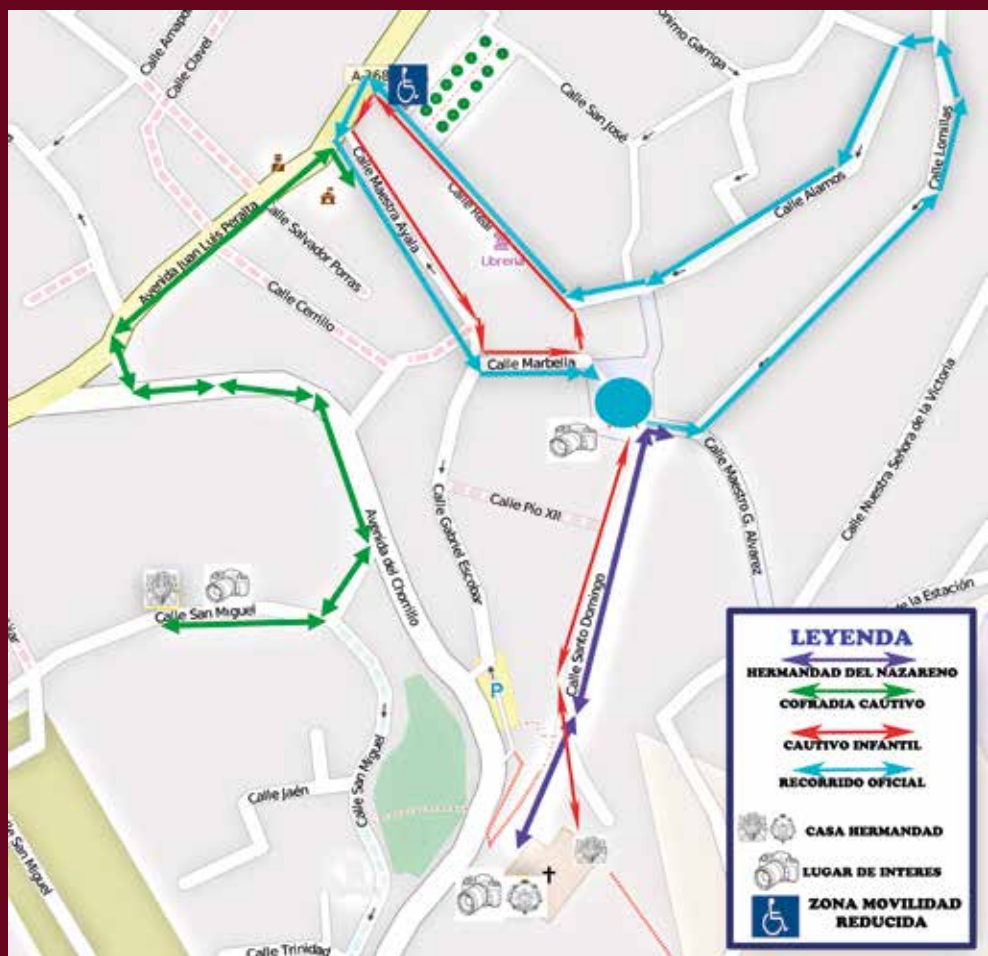 Calle Amapola
Calle Clavel
A-768
Calle San José
Calle Lomillas
Calle Alamos
Calle Maestra Ayala
Calle Real
Librería
Avenida Juan Luis Peralta
Calle Salvador Porras
Calle Cerrillo
Calle Marbella
Calle Nuestra Señora de la Victoria
Calle Maestro G. Alvarez
Calle Pío XII
Calle Gabriel Escobar
Avenida del Chorrillo
Calle San Miguel
Calle Santo Domingo
de la Estación
P
Calle San Miguel
Calle Jaén
San Miguel
Calle Trinidad
LEYENDA
HERMANDAD DEL NAZARENO
COFRADIA CAUTIVO
CAUTIVO INFANTIL
RECORRIDO OFICIAL
CASA HERMANDAD
LUGAR DE INTERES
ZONA MOVILIDAD
REDUCIDA